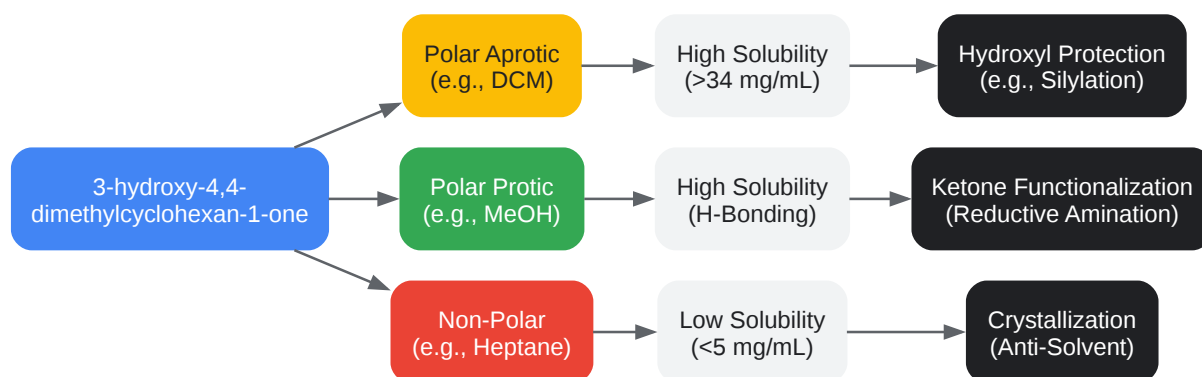 Polar Aprotic
(e.g., DCM)
High Solubility
(>34 mg/mL)
Hydroxyl Protection
(e.g., Silylation)
3-hydroxy-4,4-
dimethylcyclohexan-1-one
Polar Protic
(e.g., MeOH)
High Solubility
(H-Bonding)
Ketone Functionalization
(Reductive Amination)
Non-Polar
(e.g., Heptane)
Low Solubility
(<5 mg/mL)
Crystallization
(Anti-Solvent)